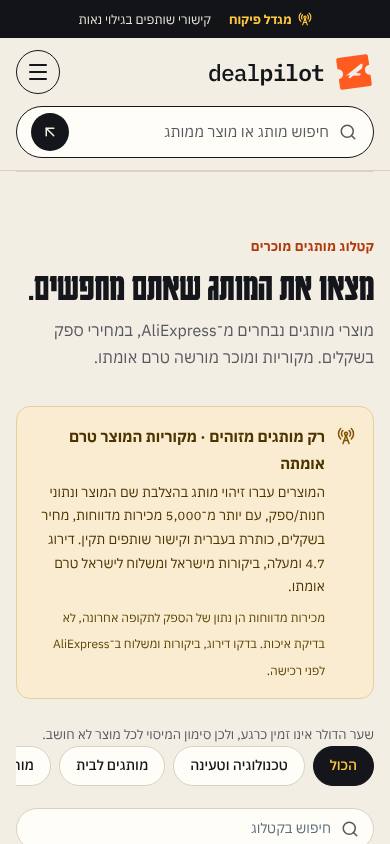 מגדל פיקוח קישורי שותפים בגילוי נאות
dealpilot
חיפוש מותג או מוצר ממותג
קטלוג מותגים מוכרים
מצאו את המותג שאתם מחפשים.
מוצרי מותגים נבחרים מ־AliExpress, במחירי ספק
בשקלים. מקוריות ומוכר מורשה טרם אומתו.
רק מותגים מזוהים · מקוריות המוצר טרם
אומתה
המוצרים עברו זיהוי מותג בהצלבת שם המוצר ונתוני
חנות/ספק, עם יותר מ־5,000 מכירות מדווחות, מחיר
בשקלים, כותרת בעברית וקישור שותפים תקין. דירוג
4.7 ומעלה, ביקורות מישראל ומשלוח לישראל טרם
אומתו.
מכירות מדווחות הן נתון של הספק לתקופה אחרונה, לא
בדיקת איכות. בדקו דירוג, ביקורות ומשלוח ב־AliExpress
לפני רכישה.
שער הדולר אינו זמין כרגע, ולכן סימון המיסוי לכל מוצר לא חושב.
הכול טכנולוגיה וטעינה מותגים לבית
חיפוש בקטלוג